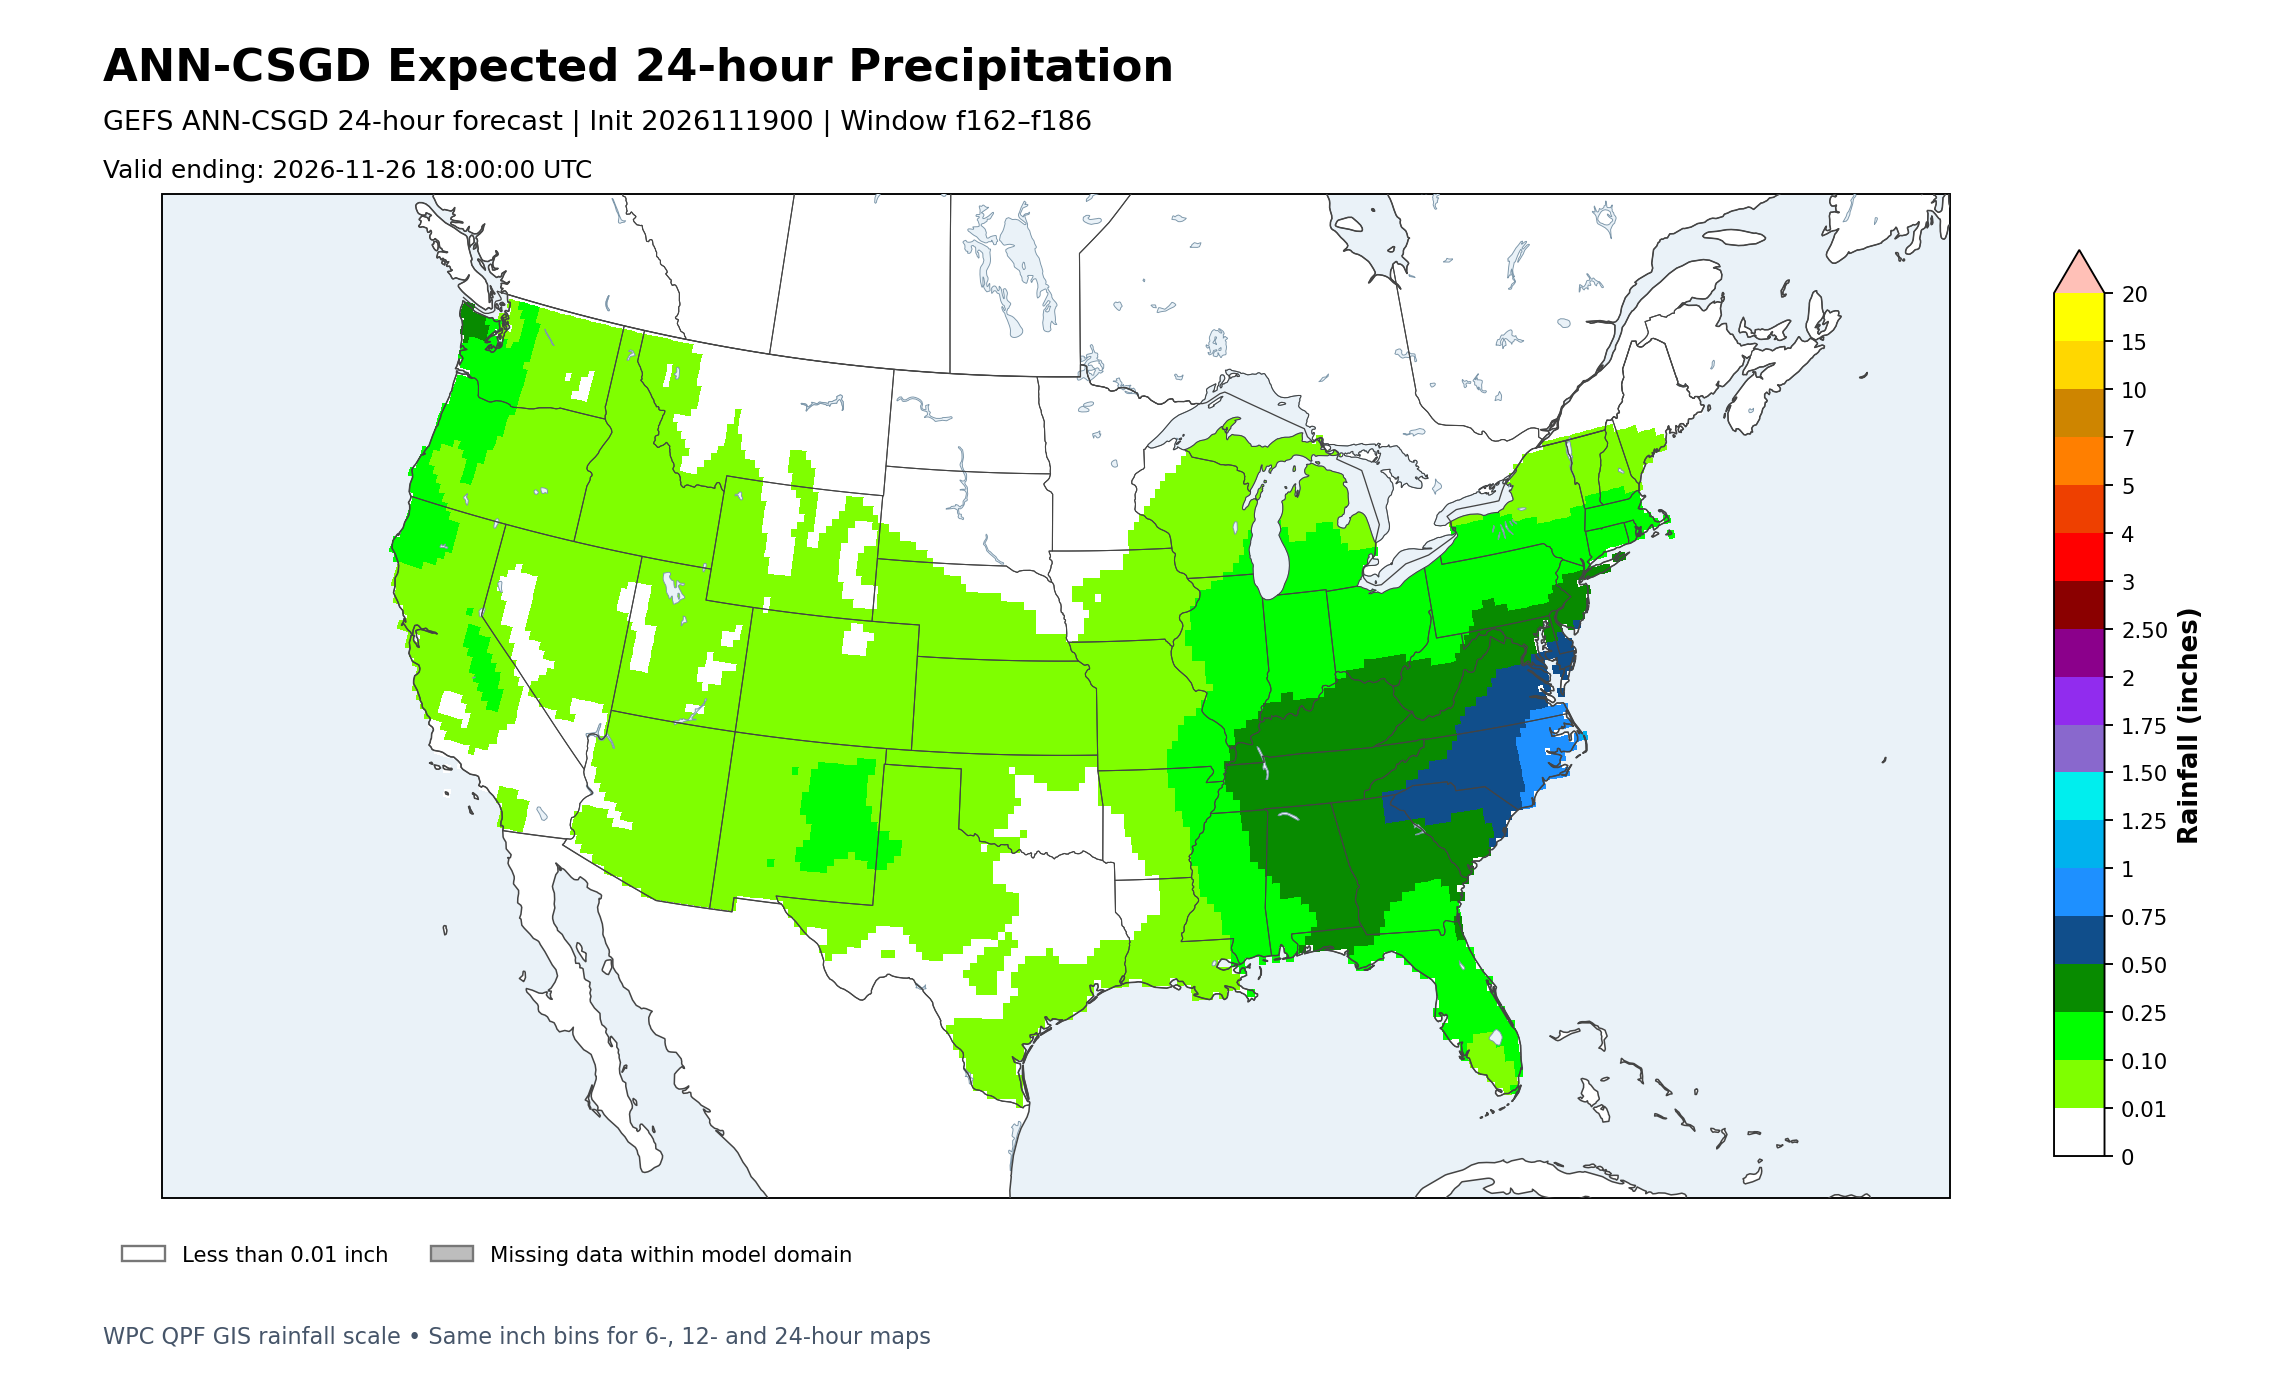 ANN-CSGD Expected 24-hour Precipitation
GEFS ANN-CSGD 24-hour forecast | Init 2026111900 | Window f162–f186
Valid ending: 2026-11-26 18:00:00 UTC
20
15
10
7
5
4
3
2.50
2
1.75
1.50
1.25
1
0.75
0.50
0.25
0.10
0.01
0
Rainfall (inches)
Less than 0.01 inch
Missing data within model domain
WPC QPF GIS rainfall scale • Same inch bins for 6-, 12- and 24-hour maps